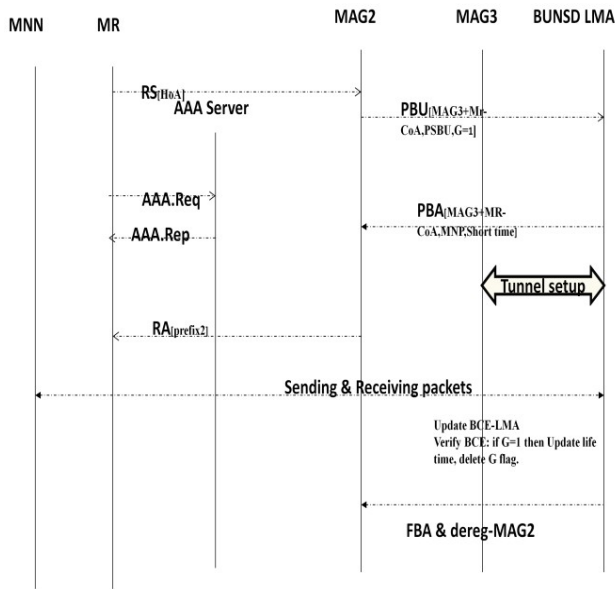 MNN MR MAG2 MAG3 BUNSD LMA
RS[HoA]
AAA Server
PBU[MAG3+Mr-
CoA,PSBU,G=1]
AAA.Req
PBA[MAG3+MR-
CoA,MNP,Short time]
AAA.Rep
Tunnel setup
RA[prefix2]
Sending & Receiving packets
Update BCE-LMA
Verify BCE: if G=1 then Update life
time, delete G flag.
FBA & dereg-MAG2